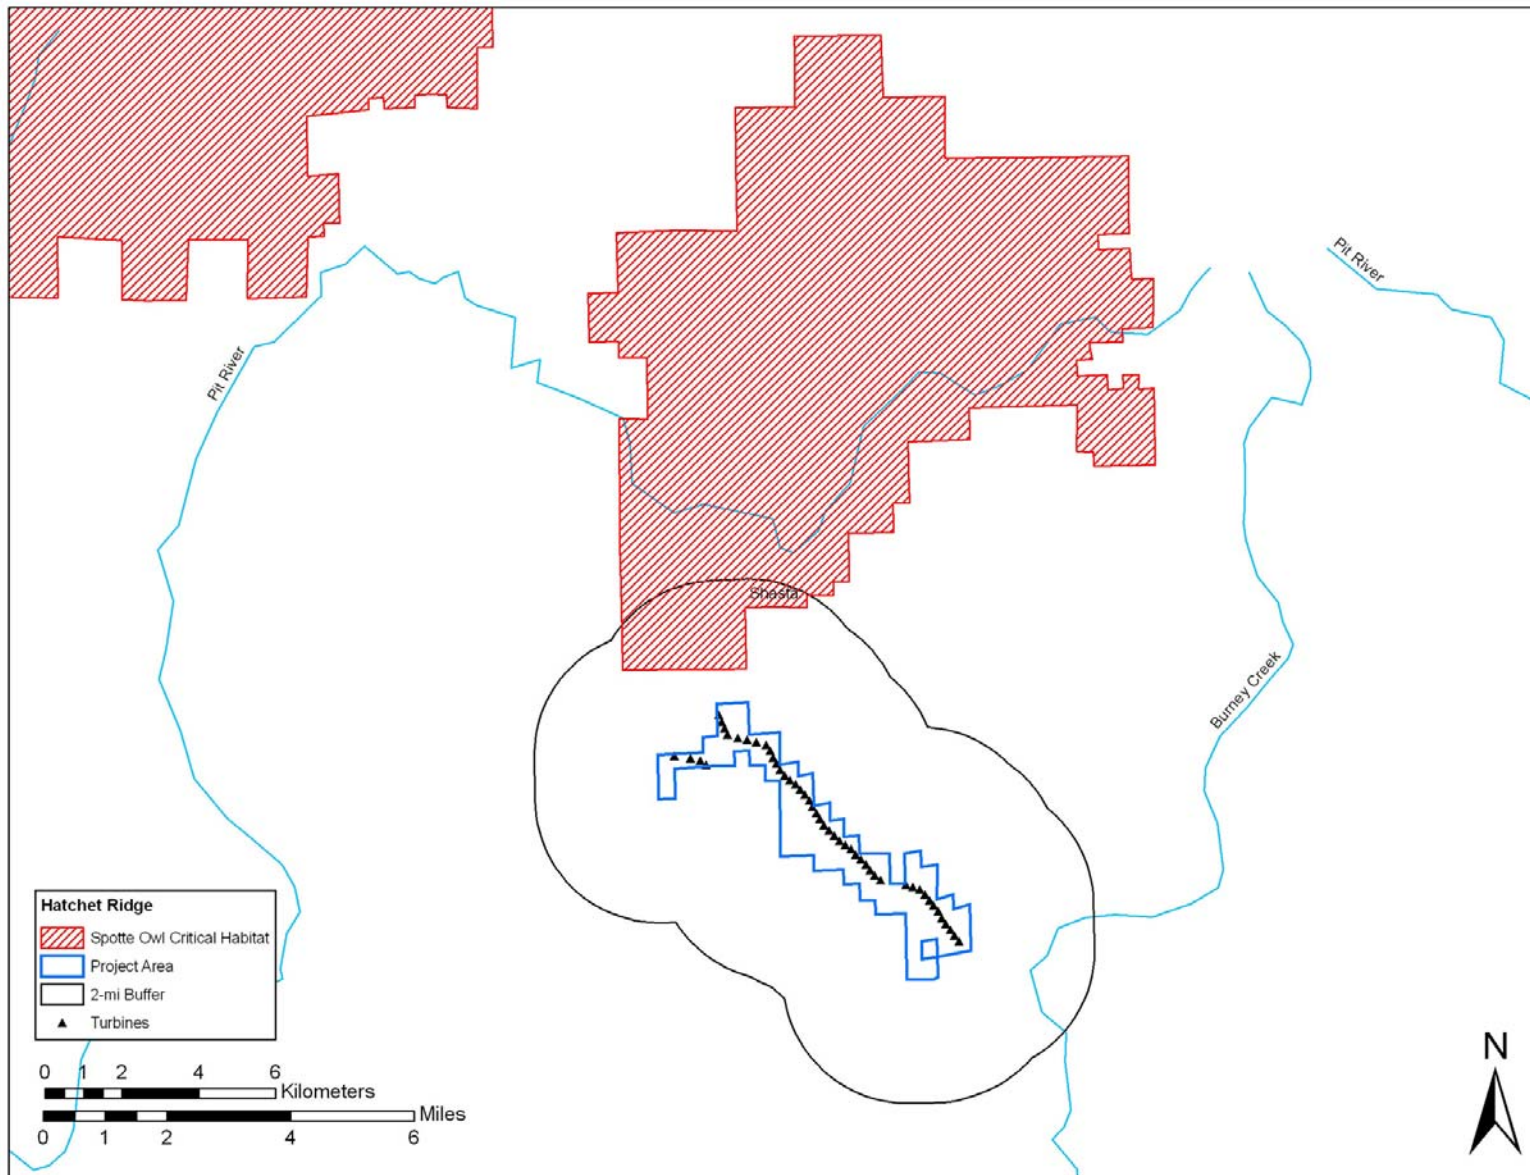 Pit River
Pit River
Shasta
Burney Creek
Hatchet Ridge
Spotte Owl Critical Habitat
Project Area
2-mi Buffer
Turbines
0 1 2 4 6
Kilometers
Miles
0 1 2 4 6
N